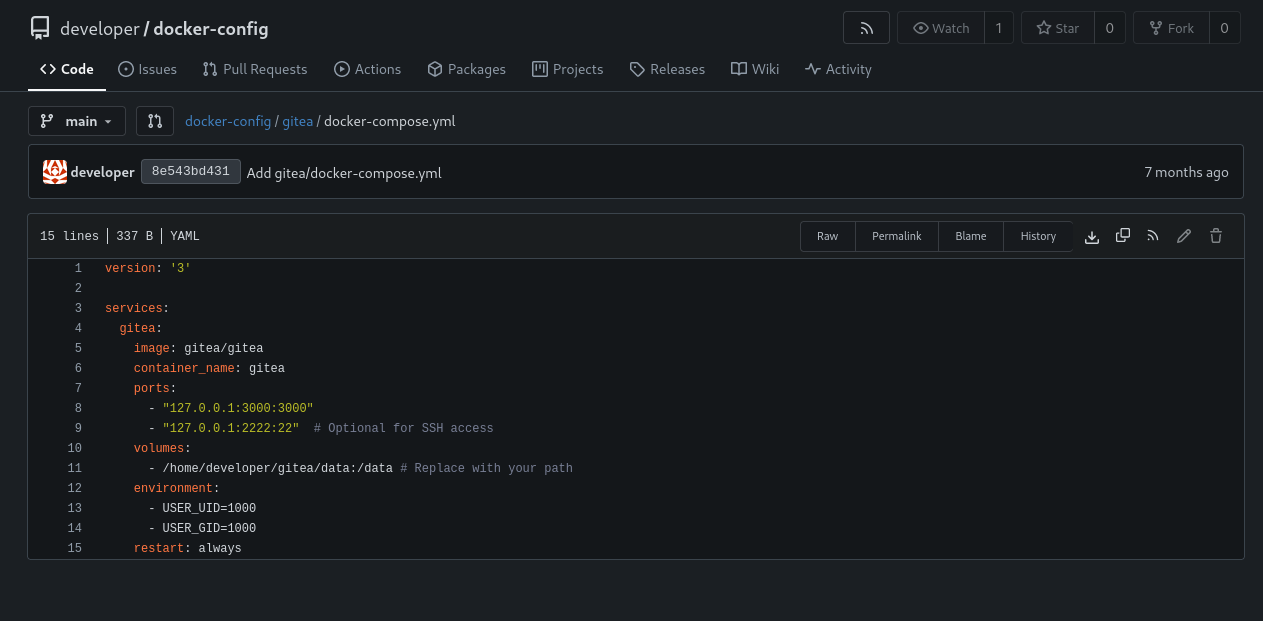 developer / docker-config
Watch 1
Star 0
Fork 0
Code
Issues
Pull Requests
Actions
Packages
Projects
Releases
Wiki
Activity
main
docker-config / gitea / docker-compose.yml
developer 8e543bd431 Add gitea/docker-compose.yml 7 months ago
15 lines | 337 B | YAML
Raw
Permalink
Blame
History
1 version: '3'
2
3 services:
4   gitea:
5     image: gitea/gitea
6     container_name: gitea
7     ports:
8       - "127.0.0.1:3000:3000"
9       - "127.0.0.1:2222:22"  # Optional for SSH access
10     volumes:
11       - /home/developer/gitea/data:/data # Replace with your path
12     environment:
13       - USER_UID=1000
14       - USER_GID=1000
15     restart: always